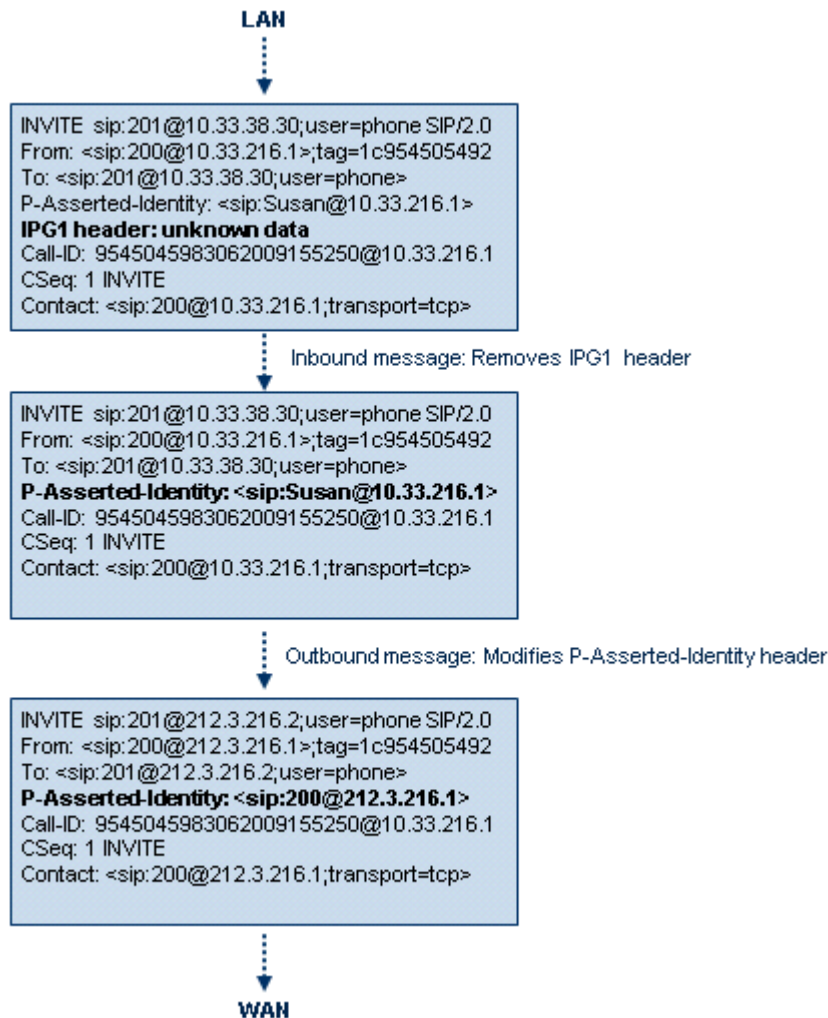 LAN
INVITE sip:201@10.33.38.30;user=phone SIP/2.0
From: <sip:200@10.33.216.1>;tag=1c954505492
To: <sip:201@10.33.38.30;user=phone>
P-Asserted-Identity: <sip:Susan@10.33.216.1>
IPG1 header: unknown data
Call-ID: 95450459830620091​55250@10.33.216.1
CSeq: 1 INVITE
Contact: <sip:200@10.33.216.1;transport=tcp>
Inbound message: Removes IPG1 header
INVITE sip:201@10.33.38.30;user=phone SIP/2.0
From: <sip:200@10.33.216.1>;tag=1c954505492
To: <sip:201@10.33.38.30;user=phone>
P-Asserted-Identity: <sip:Susan@10.33.216.1>
Call-ID: 9545045983062009155250@10.33.216.1
CSeq: 1 INVITE
Contact: <sip:200@10.33.216.1;transport=tcp>
Outbound message: Modifies P-Asserted-Identity header
INVITE sip:201@212.3.216.2;user=phone SIP/2.0
From: <sip:200@212.3.216.1>;tag=1c954505492
To: <sip:201@212.3.216.2;user=phone>
P-Asserted-Identity: <sip:200@212.3.216.1>
Call-ID: 9545045983062009155250@10.33.216.1
CSeq: 1 INVITE
Contact: <sip:200@212.3.216.1;transport=tcp>
WAN